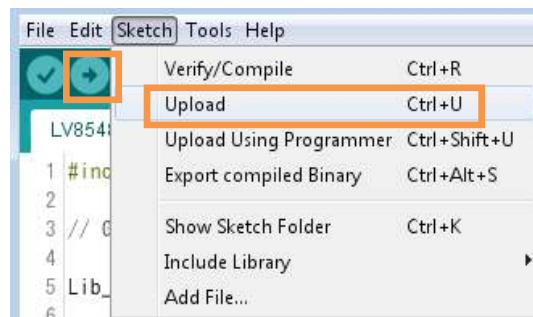 File Edit Sketch Tools Help
Verify/Compile Ctrl+R
Upload Ctrl+U
Upload Using Programmer Ctrl+Shift+U
Export compiled Binary Ctrl+Alt+S
Show Sketch Folder Ctrl+K
Include Library
Add File...
LV854
1 #inc
2
3 //
4
5 Lib_
6